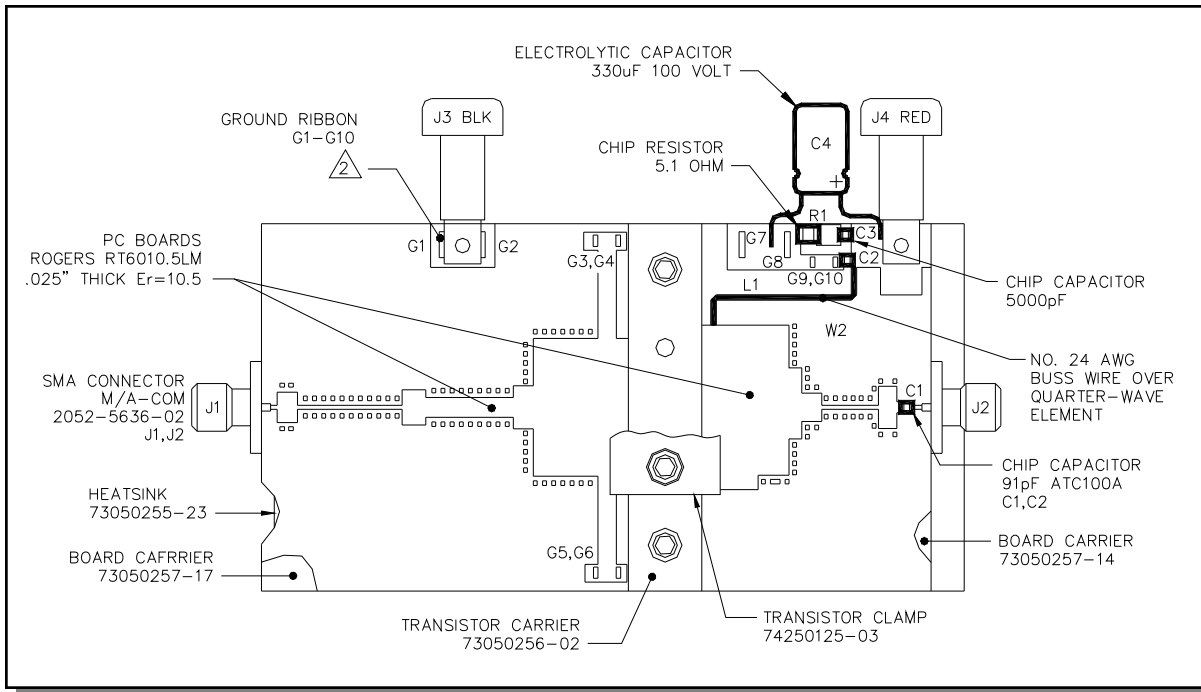 ELECTROLYTIC CAPACITOR
330uF 100 VOLT
J3 BLK
J4 RED
C4
+
GROUND RIBBON
G1-G10
2
CHIP RESISTOR
5.1 OHM
R1
PC BOARDS
ROGERS RT6010.5LM
.025" THICK Er=10.5
G1
G2
G3,G4
G7
G8
C3
C2
G9,G10
L1
W2
CHIP CAPACITOR
5000pF
NO. 24 AWG
BUSS WIRE OVER
QUARTER-WAVE
ELEMENT
SMA CONNECTOR
M/A-COM
2052-5636-02
J1,J2
J1
C1
J2
CHIP CAPACITOR
91pF ATC100A
C1,C2
HEATSINK
73050255-23
BOARD CAFRRIER
73050257-17
G5,G6
BOARD CARRIER
73050257-14
TRANSISTOR CARRIER
73050256-02
TRANSISTOR CLAMP
74250125-03